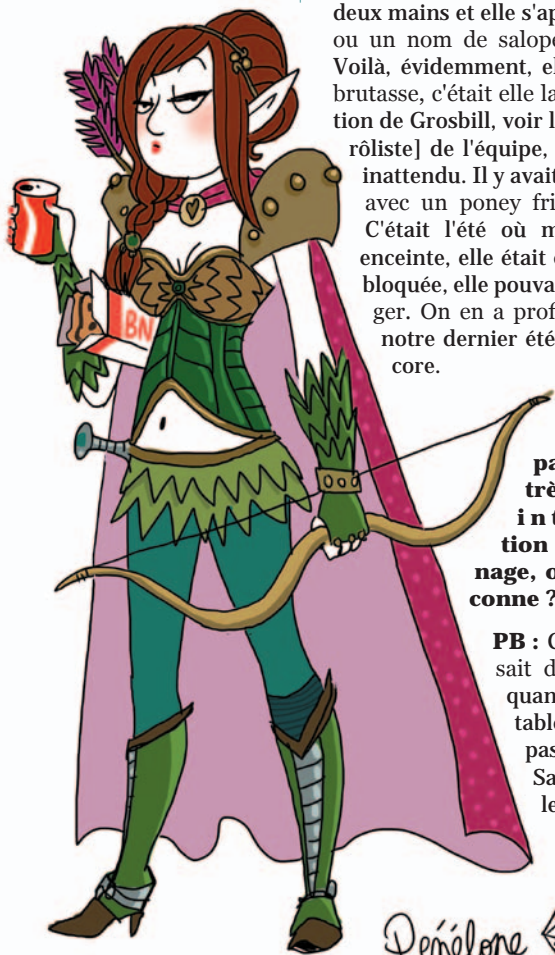 deux mains et elle s'ap
ou un nom de salope
Voilà, évidemment, el
brutasse, c'était elle la
tion de Grosbill, voir l
rôliste] de l'équipe,
inattendu. Il y avait
avec un poney fri
C'était l'été où m
enceinte, elle était
bloquée, elle pouva
ger. On en a prof
notre dernier été
core.
pa
trè
int
tion
nage, o
conne ?
PB : C
sait d
quan
table
pas
Sa
le
BN
Pénélope